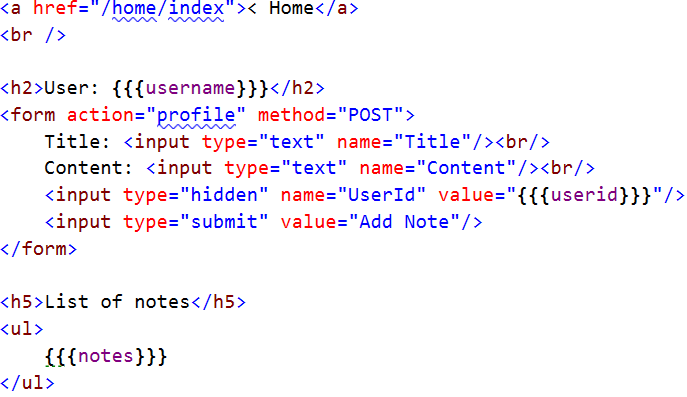 <a href="/home/index">< Home</a>
<br />

<h2>User: {{{username}}}</h2>
<form action="profile" method="POST">
    Title: <input type="text" name="Title"/><br/>
    Content: <input type="text" name="Content"/><br/>
    <input type="hidden" name="UserId" value="{{{userid}}}"/>
    <input type="submit" value="Add Note"/>
</form>

<h5>List of notes</h5>
<ul>
    {{{notes}}}
</ul>